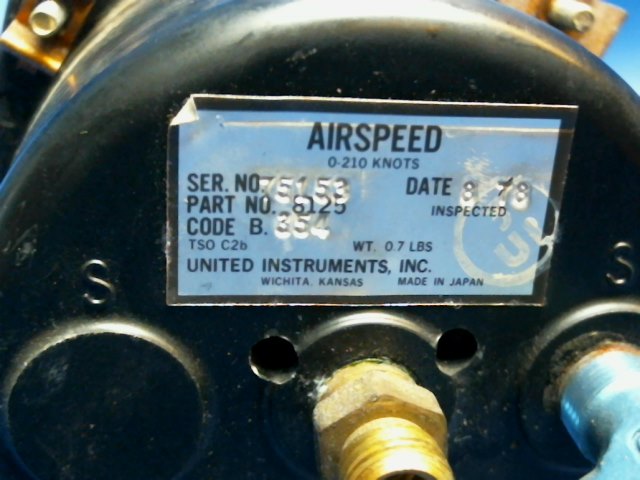 AIRSPEED
0-210 KNOTS
SER. NO. 75153 DATE 8 78
PART NO. 8125 INSPECTED
CODE B. 354
TSO C2b WT. 0.7 LBS
UNITED INSTRUMENTS, INC.
WICHITA, KANSAS MADE IN JAPAN
S S